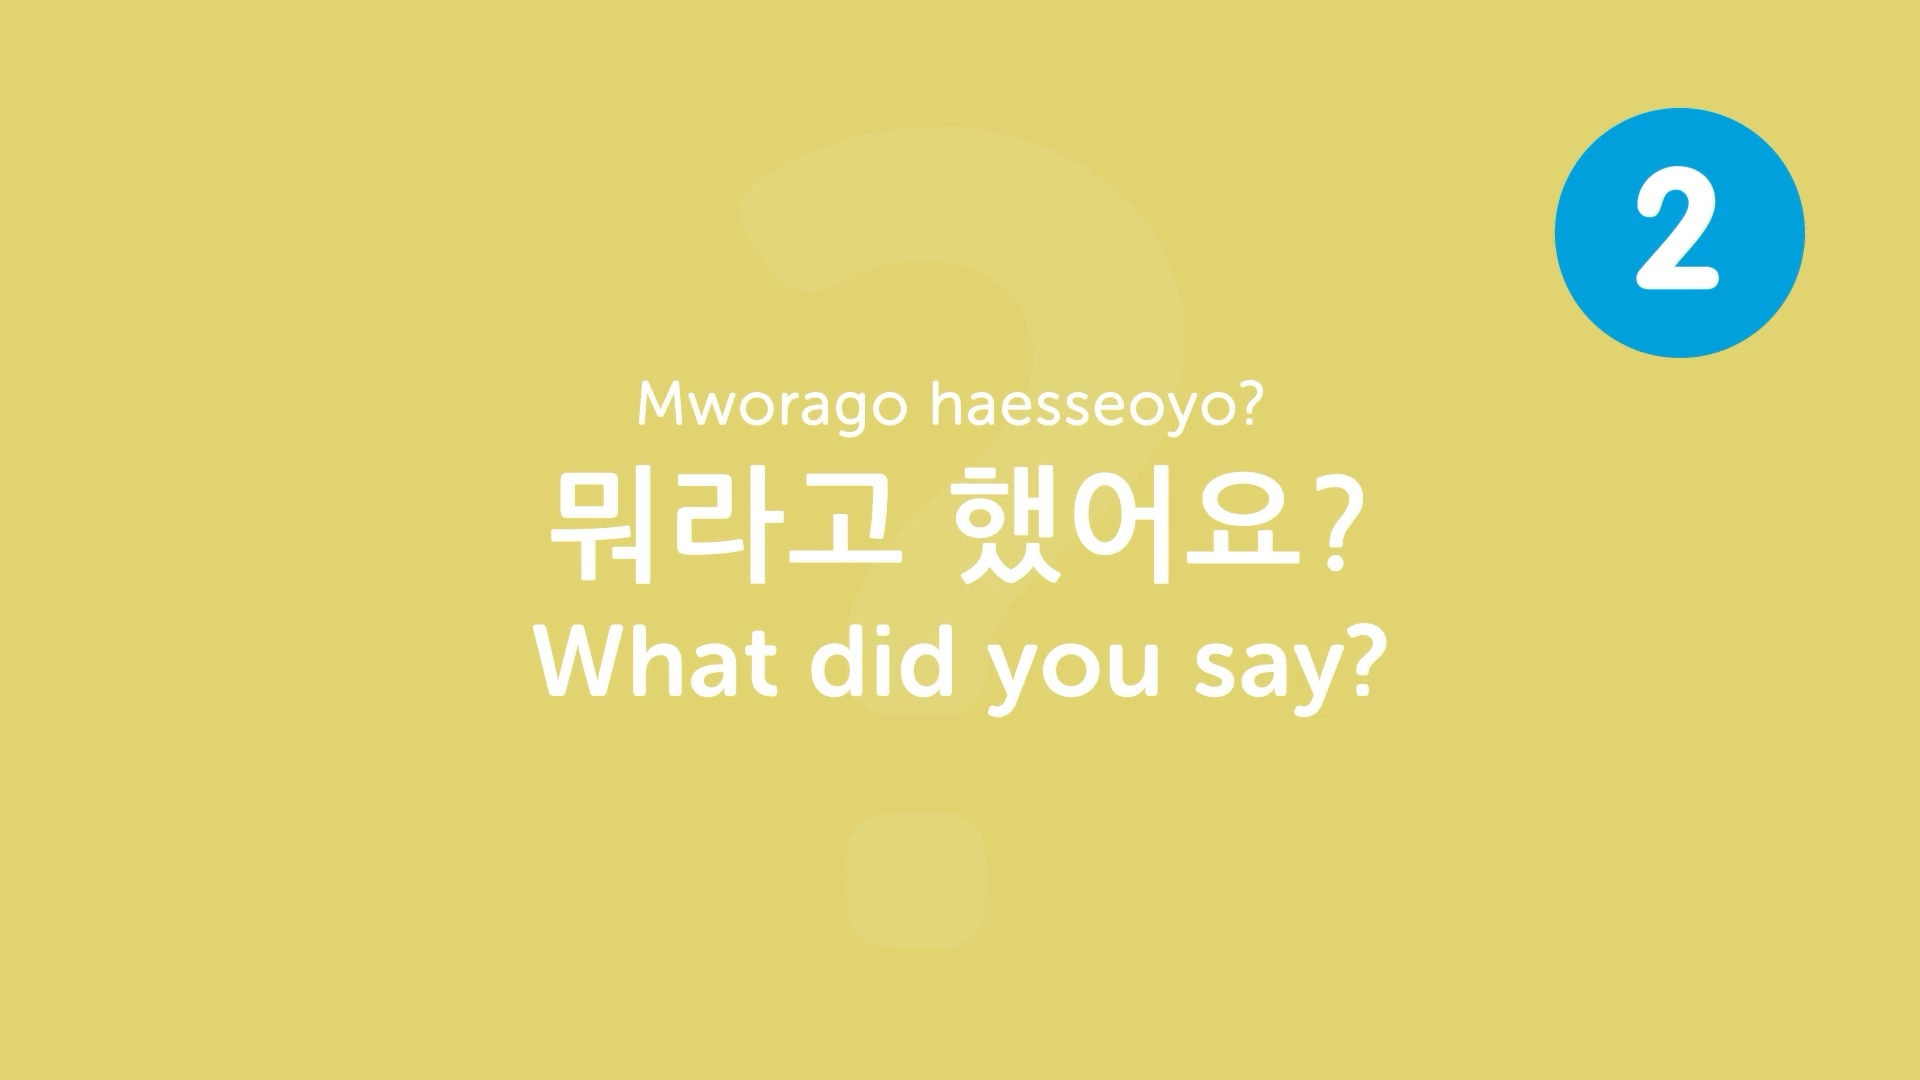 2
Mworago haesseoyo?
뭐라고 했어요?
What did you say?